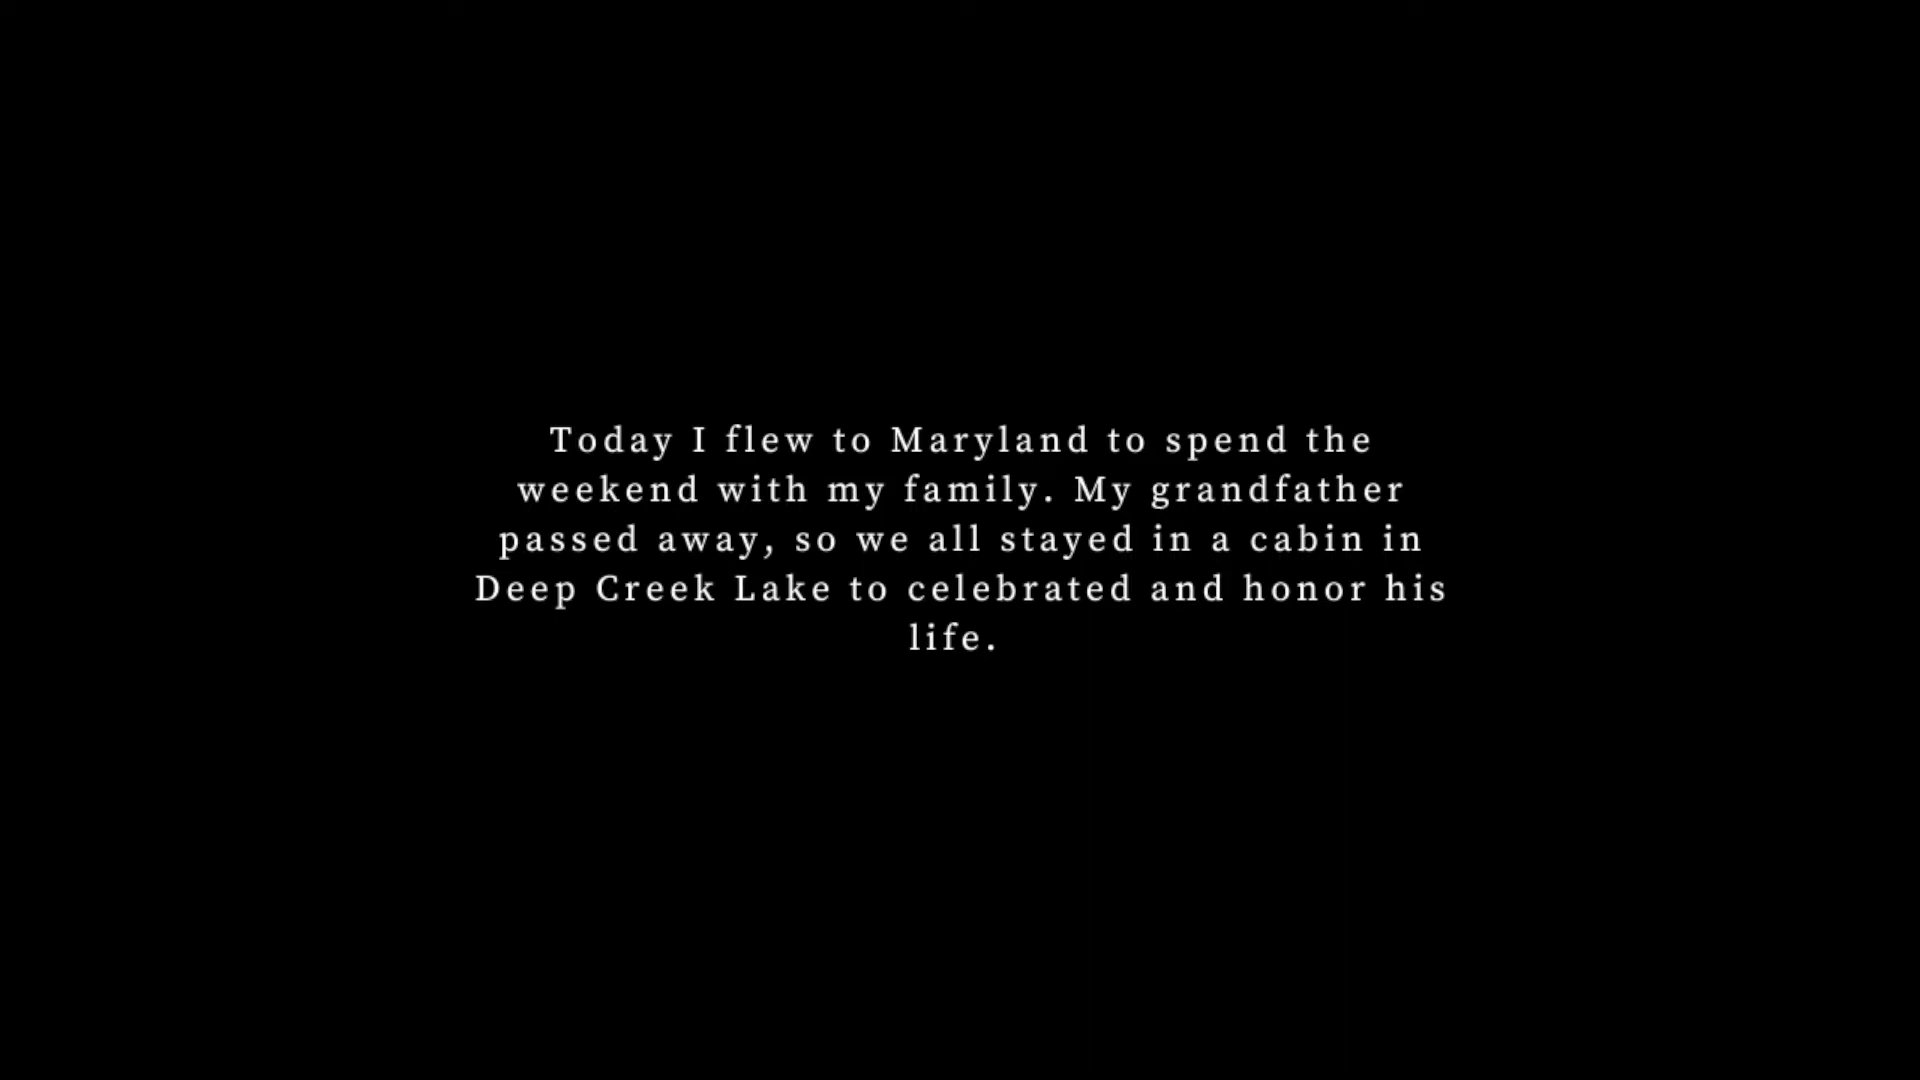 Today I flew to Maryland to spend the
weekend with my family. My grandfather
passed away, so we all stayed in a cabin in
Deep Creek Lake to celebrated and honor his
life.